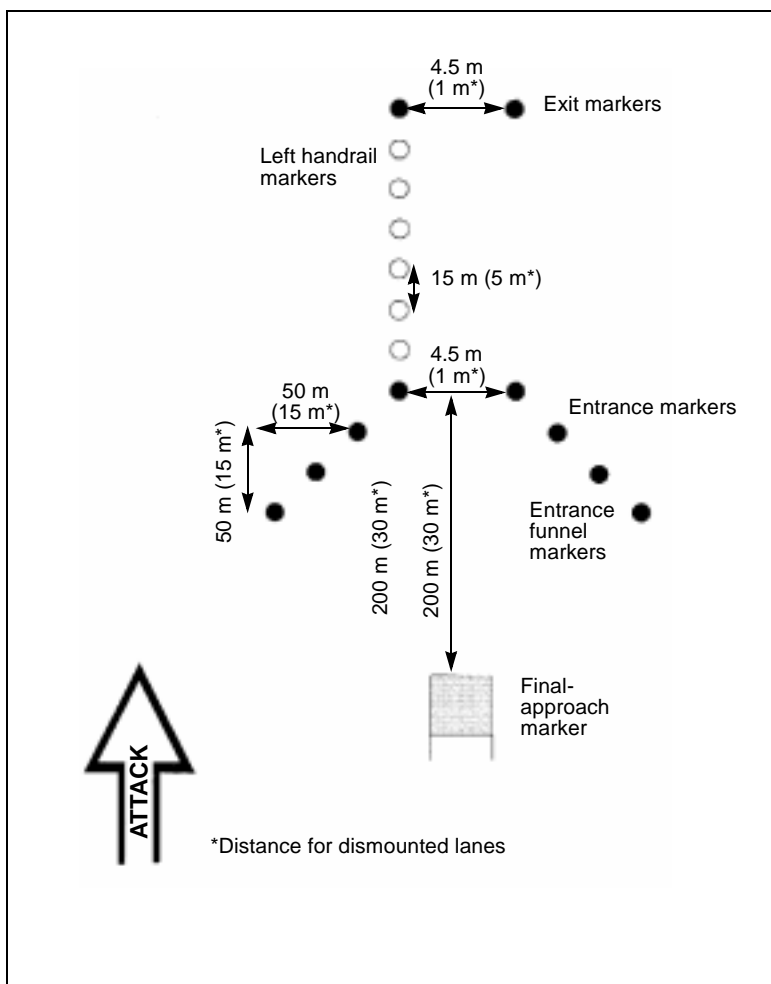 4.5 m
(1 m*)
Exit markers
Left handrail
markers
15 m (5 m*)
4.5 m
(1 m*)
50 m
(15 m*)
Entrance markers
50 m (15 m*)
Entrance
funnel
markers
200 m (30 m*)
200 m (30 m*)
Final-
approach
marker
ATTACK
*Distance for dismounted lanes